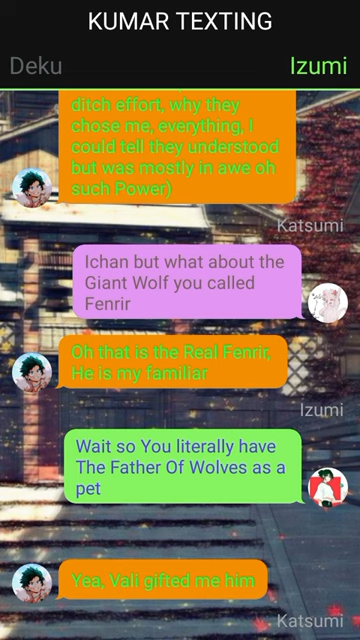 KUMAR TEXTING
Deku
Izumi
ditch effort, why they
chose me, everything, I
could tell they understood
but was mostly in awe oh
such Power)
Katsumi
Ichan but what about the
Giant Wolf you called
Fenrir
Oh that is the Real Fenrir,
He is my familiar
Izumi
Wait so You literally have
The Father Of Wolves as a
pet
Yea, Vali gifted me him
Katsumi